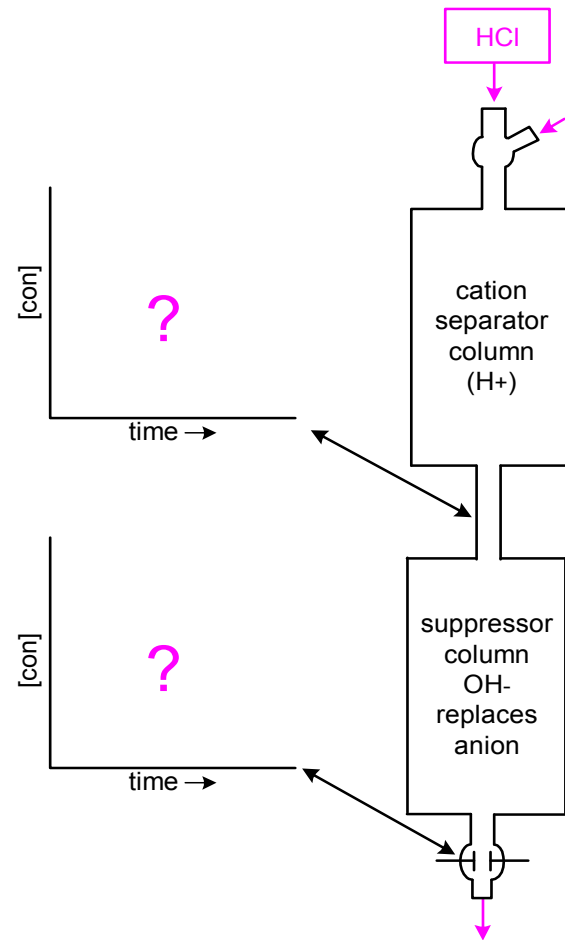 HCl
cation
separator
column
(H+)
[con]
?
time →
suppressor
column
OH-
replaces
anion
[con]
?
time →